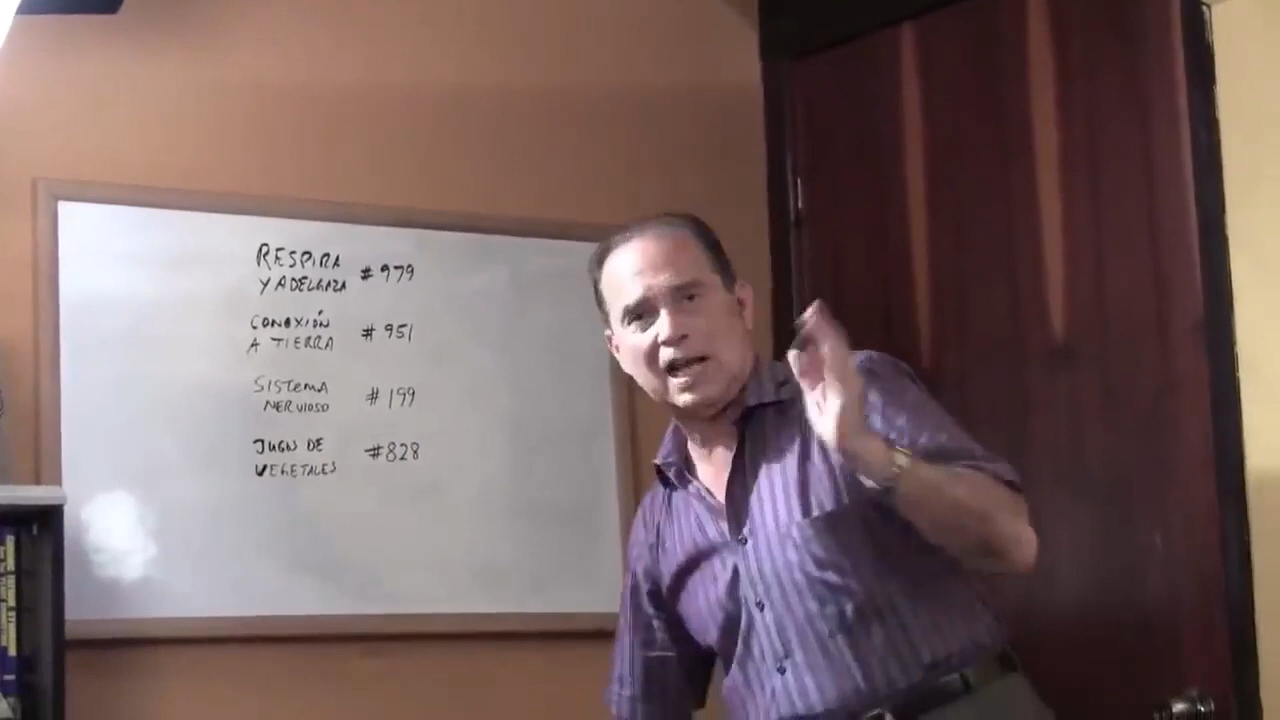 RESPIRA
Y ADELGAZA #979
CONEXIÓN
A TIERRA #951
SISTEMA
NERVIOSO #199
JUGO DE
VEGETALES #828